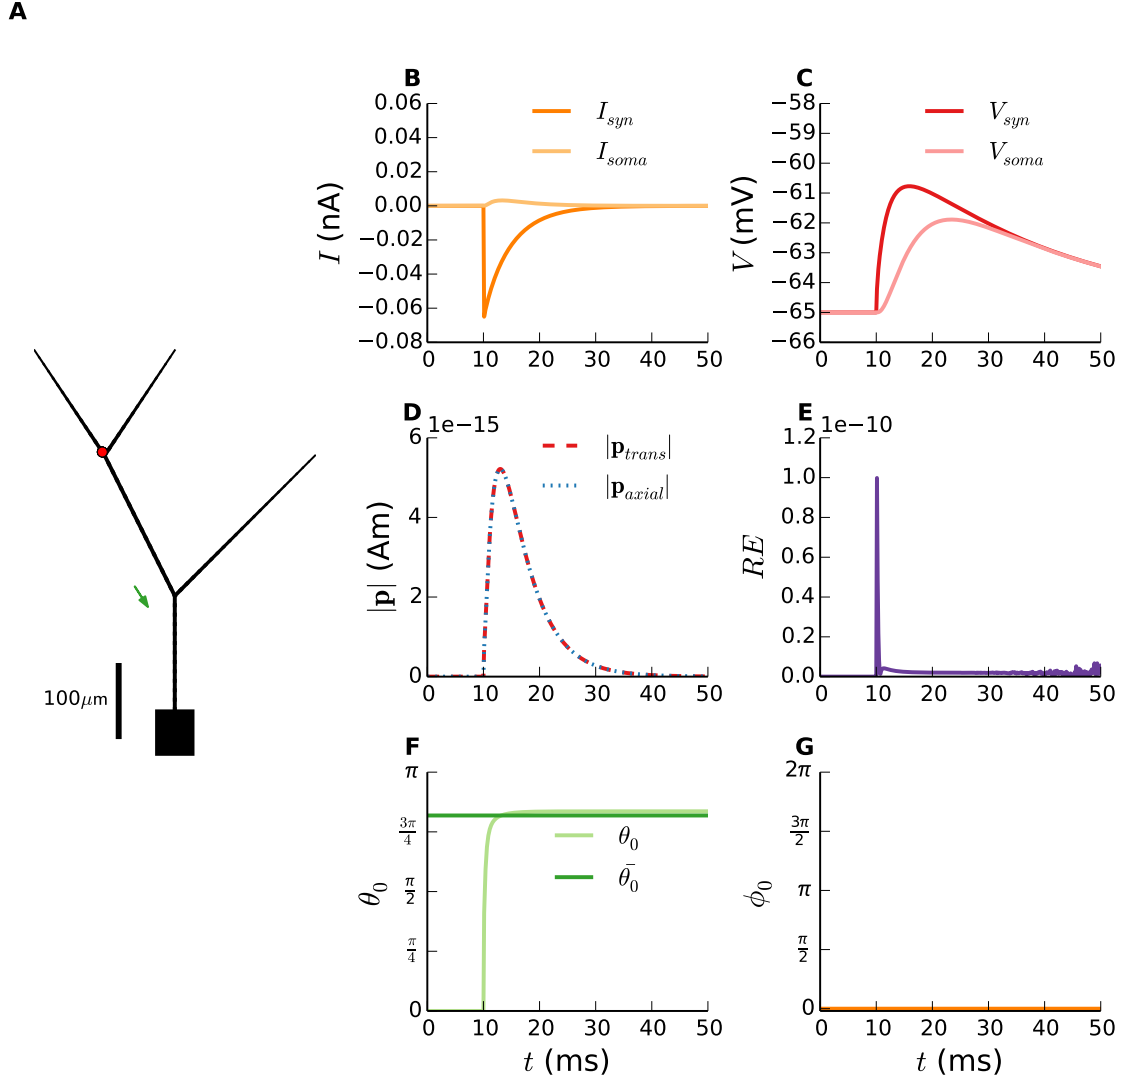 A
100μm
B
I_syn
I_soma
0.06
0.04
0.02
0.00
−0.02
−0.04
−0.06
−0.08
I (nA)
0 10 20 30 40 50
C
V_syn
V_soma
−58
−59
−60
−61
−62
−63
−64
−65
−66
V (mV)
0 10 20 30 40 50
D
1e−15
|p_trans|
|p_axial|
6
4
2
0
|p| (Am)
0 10 20 30 40 50
E
1e−10
1.2
1.0
0.8
0.6
0.4
0.2
0.0
RE
0 10 20 30 40 50
F
π
3π/4
π/2
π/4
0
θ_0
θ_0
θ̄_0
0 10 20 30 40 50
t (ms)
G
2π
3π/2
π
π/2
0
ϕ_0
0 10 20 30 40 50
t (ms)